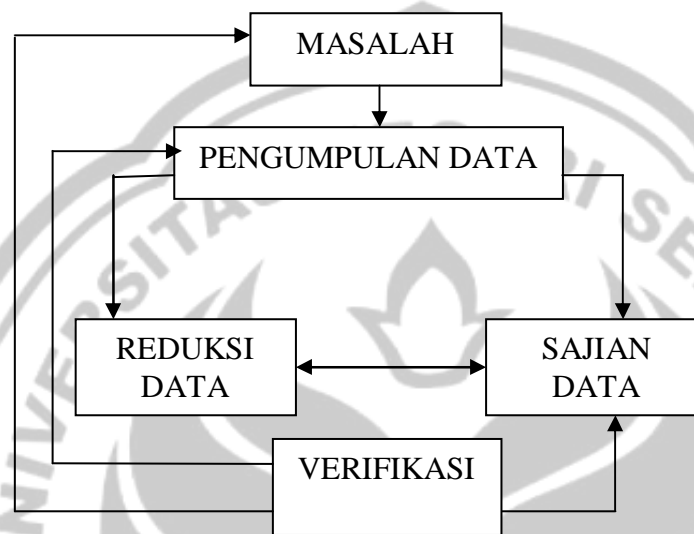 MASALAH
PENGUMPULAN DATA
REDUKSI
DATA
SAJIAN
DATA
VERIFIKASI